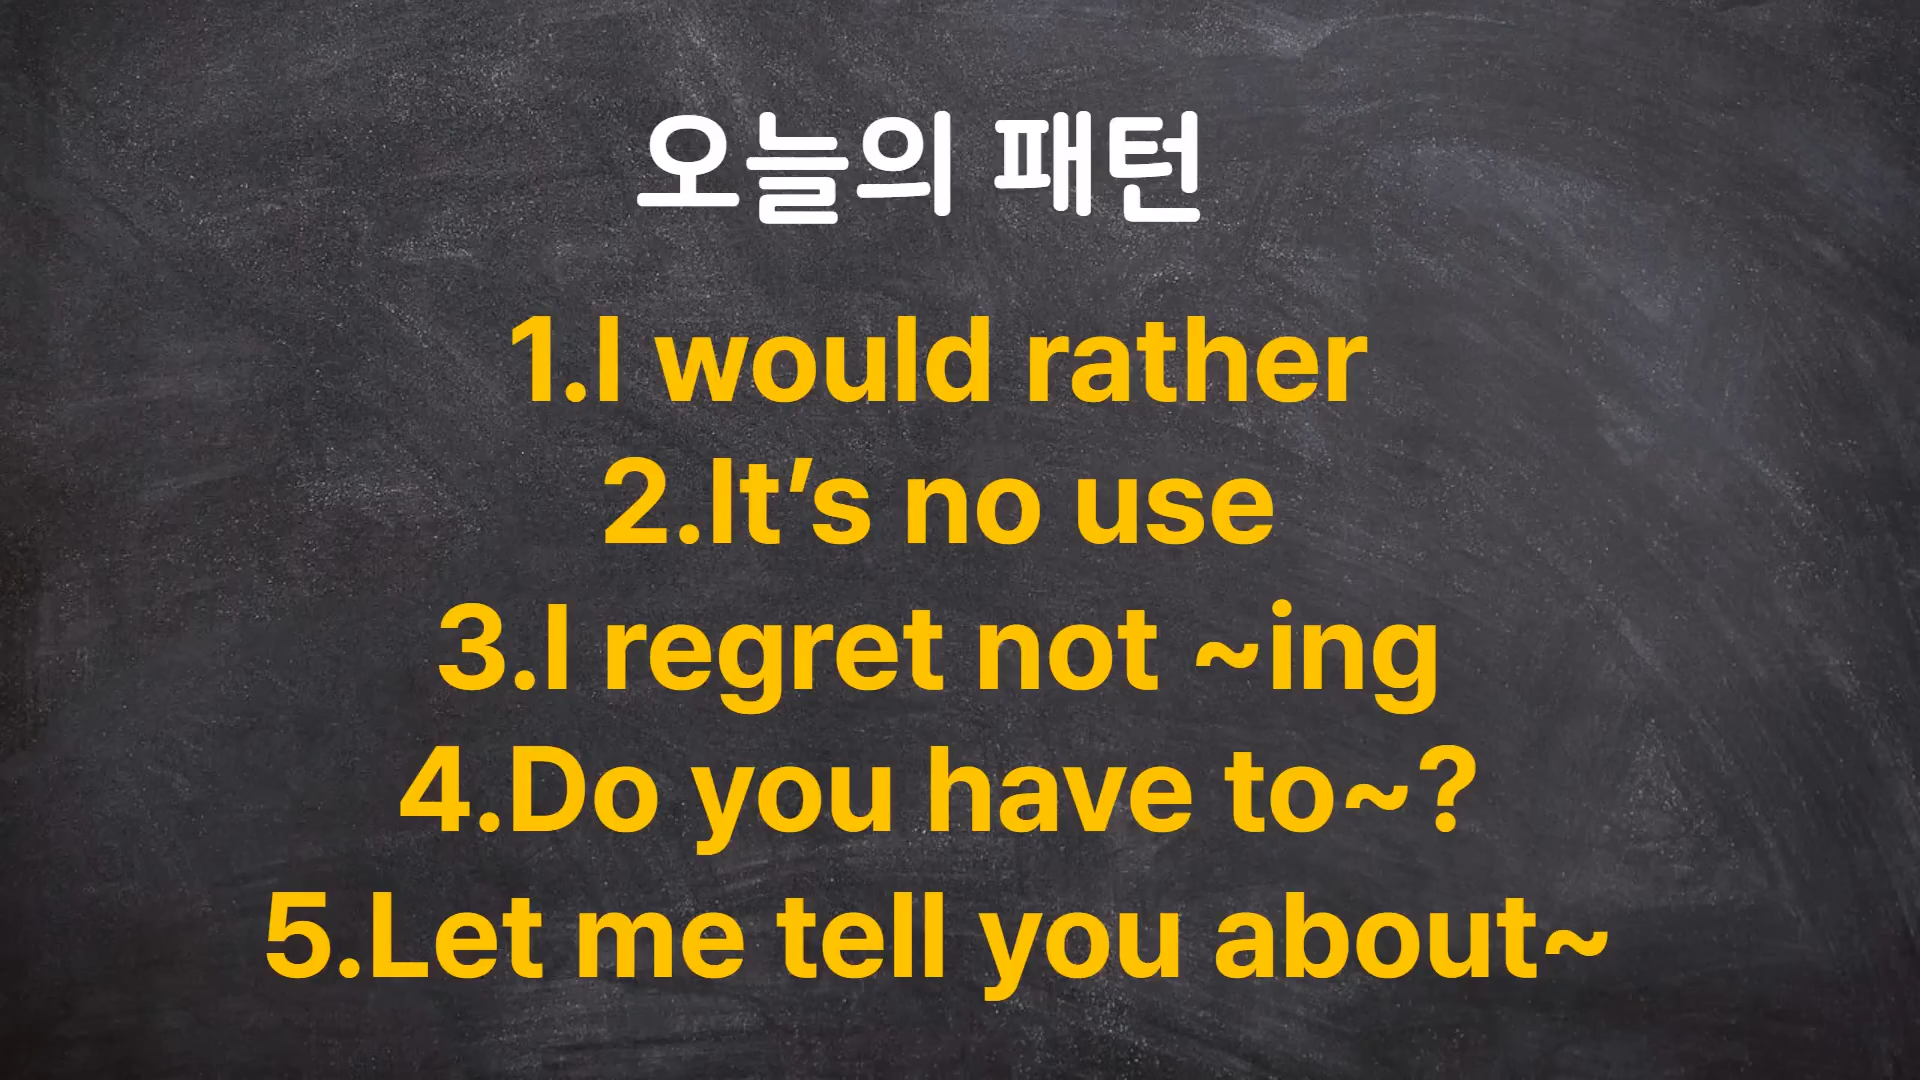 오늘의 패턴
1.I would rather
2.It’s no use
3.I regret not ~ing
4.Do you have to~?
5.Let me tell you about~